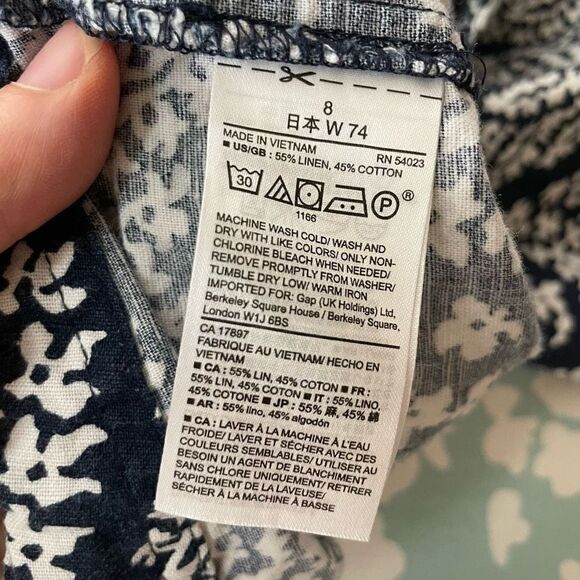 8
日本 W 74
MADE IN VIETNAM RN 54023
■ US/GB : 55% LINEN, 45% COTTON
30 P ®
1166
MACHINE WASH COLD/ WASH AND
DRY WITH LIKE COLORS/ ONLY NON-
CHLORINE BLEACH WHEN NEEDED/
REMOVE PROMPTLY FROM WASHER/
TUMBLE DRY LOW/ WARM IRON
IMPORTED FOR: Gap (UK Holdings) Ltd.,
Berkeley Square House / Berkeley Square,
London W1J 6BS
CA 17897
FABRIQUE AU VIETNAM/ HECHO EN
VIETNAM
■ CA : 55% LIN, 45% COTON ■ FR :
55% LIN, 45% COTON ■ IT : 55% LINO,
45% COTONE ■ JP : 55% 麻, 45% 綿
■ AR : 55% lino, 45% algodón
■ CA : LAVER À LA MACHINE À L'EAU
FROIDE/ LAVER ET SÉCHER AVEC DES
COULEURS SEMBLABLES/ UTILISER AU
BESOIN UN AGENT DE BLANCHIMENT
SANS CHLORE UNIQUEMENT/ RETIRER
RAPIDEMENT DE LA LAVEUSE/
SÉCHER À LA MACHINE À BASSE